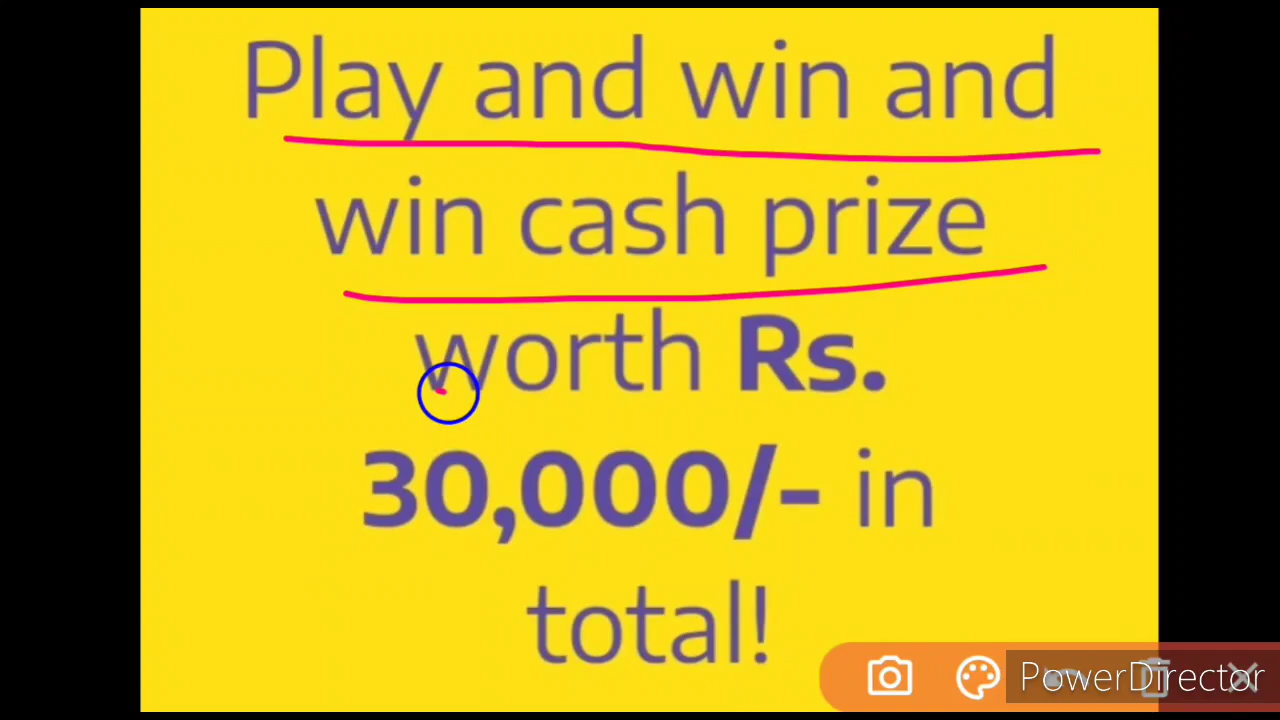 Play and win and
win cash prize
worth Rs.
30,000/- in
total!
PowerDirector